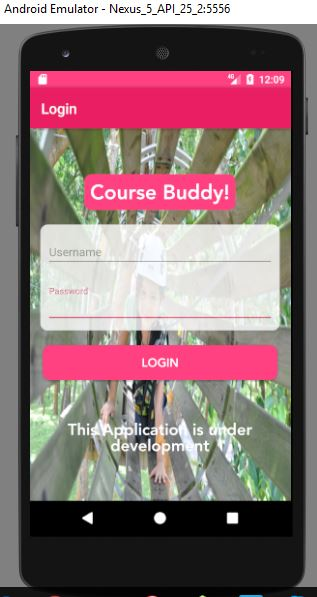 Android Emulator - Nexus_5_API_25_2:5556
4G 12:09
Login
Course Buddy!
Username
Password
LOGIN
This Application is under
development